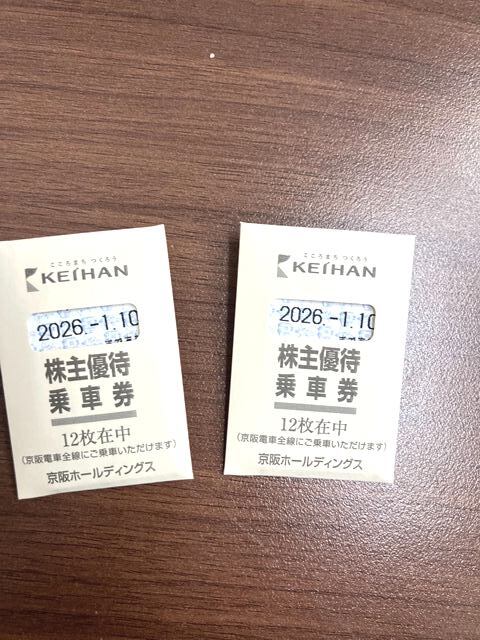 こころまち つくろう
KEIHAN
2026.-1.10
株主優待
乗車券
12枚在中
(京阪電車全線にご乗車いただけます)
京阪ホールディングス
こころまち つくろう
KEIHAN
2026.-1.10
株主優待
乗車券
12枚在中
(京阪電車全線にご乗車いただけます)
京阪ホールディングス